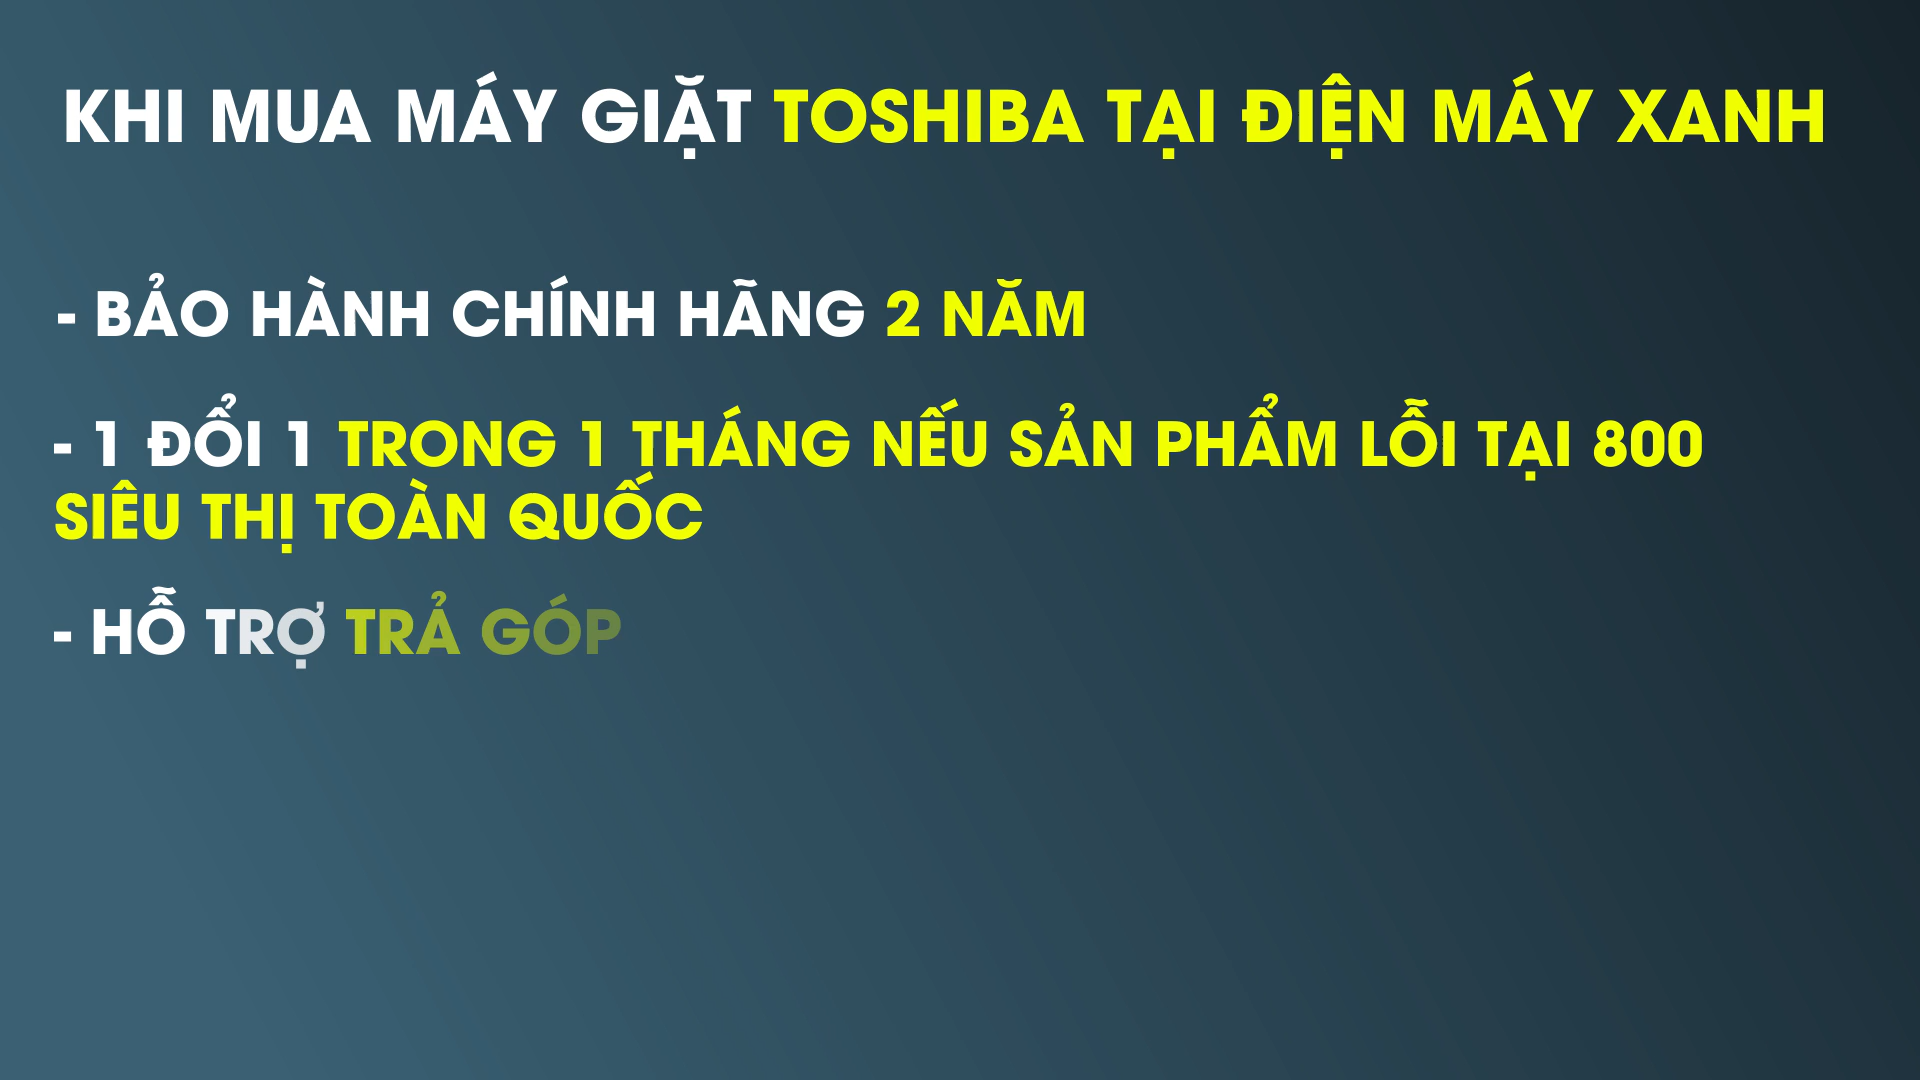 KHI MUA MÁY GIẶT TOSHIBA TẠI ĐIỆN MÁY XANH
- BẢO HÀNH CHÍNH HÃNG 2 NĂM
- 1 ĐỔI 1 TRONG 1 THÁNG NẾU SẢN PHẨM LỖI TẠI 800
SIÊU THỊ TOÀN QUỐC
- HỖ TRỢ TRẢ GÓP